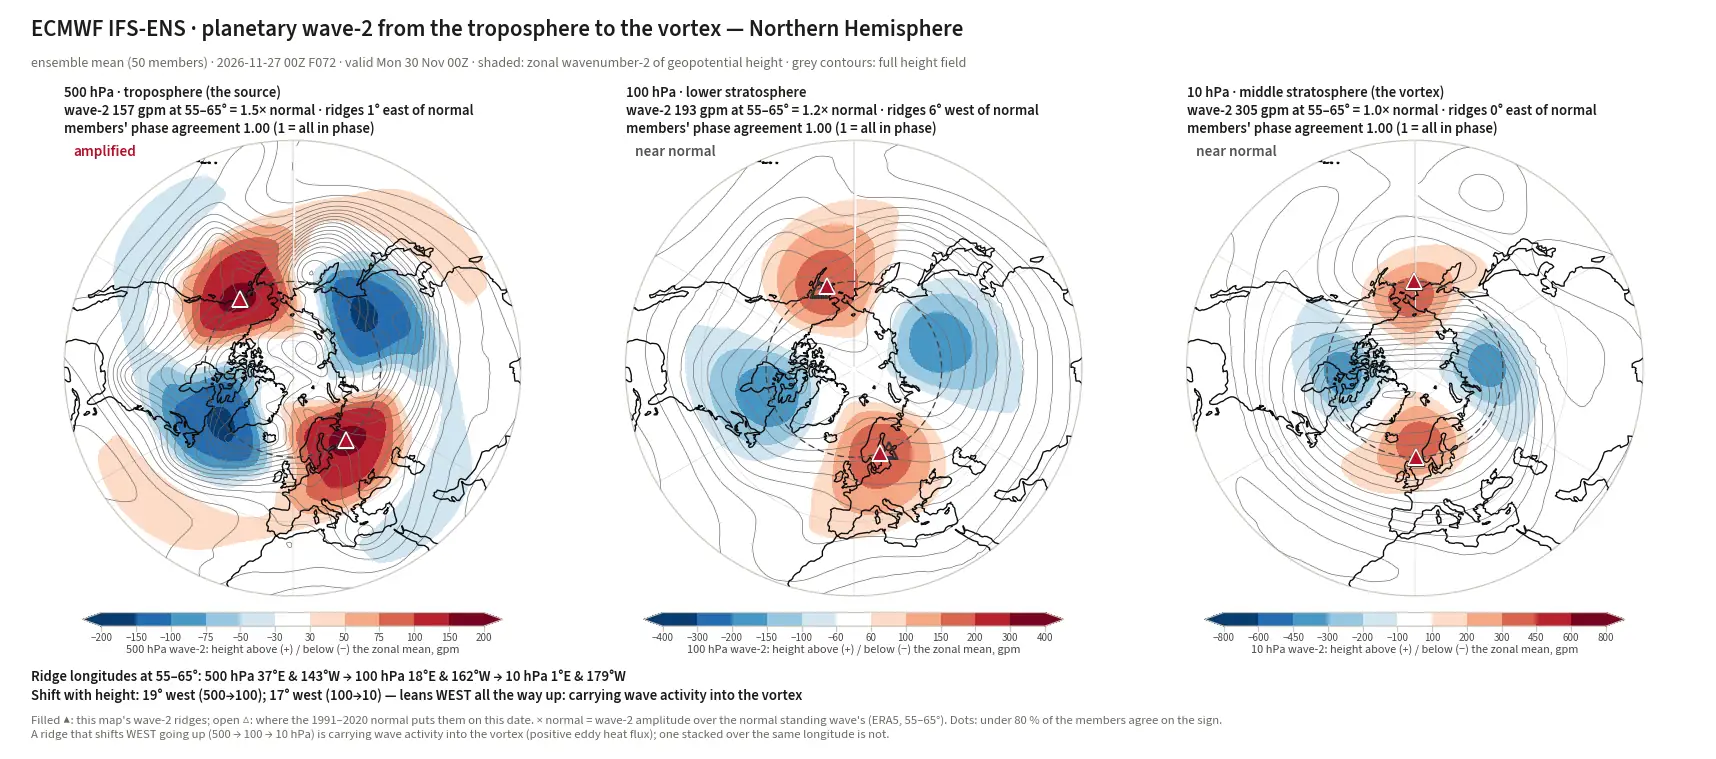 ECMWF IFS-ENS · planetary wave-2 from the troposphere to the vortex — Northern Hemisphere
ensemble mean (50 members) · 2026-11-27 00Z F072 · valid Mon 30 Nov 00Z · shaded: zonal wavenumber-2 of geopotential height · grey contours: full height field
500 hPa · troposphere (the source)
wave-2 157 gpm at 55–65° = 1.5× normal · ridges 1° east of normal
members' phase agreement 1.00 (1 = all in phase)
amplified
100 hPa · lower stratosphere
wave-2 193 gpm at 55–65° = 1.2× normal · ridges 6° west of normal
members' phase agreement 1.00 (1 = all in phase)
near normal
10 hPa · middle stratosphere (the vortex)
wave-2 305 gpm at 55–65° = 1.0× normal · ridges 0° east of normal
members' phase agreement 1.00 (1 = all in phase)
near normal
−200 −150 −100 −75 −50 −30 30 50 75 100 150 200
500 hPa wave-2: height above (+) / below (−) the zonal mean, gpm
−400 −300 −200 −150 −100 −60 60 100 150 200 300 400
100 hPa wave-2: height above (+) / below (−) the zonal mean, gpm
−800 −600 −450 −300 −200 −100 100 200 300 450 600 800
10 hPa wave-2: height above (+) / below (−) the zonal mean, gpm
Ridge longitudes at 55–65°: 500 hPa 37°E & 143°W → 100 hPa 18°E & 162°W → 10 hPa 1°E & 179°W
Shift with height: 19° west (500→100); 17° west (100→10) — leans WEST all the way up: carrying wave activity into the vortex
Filled ▲: this map's wave-2 ridges; open △: where the 1991–2020 normal puts them on this date. × normal = wave-2 amplitude over the normal standing wave's (ERA5, 55–65°). Dots: under 80 % of the members agree on the sign.
A ridge that shifts WEST going up (500 → 100 → 10 hPa) is carrying wave activity into the vortex (positive eddy heat flux); one stacked over the same longitude is not.